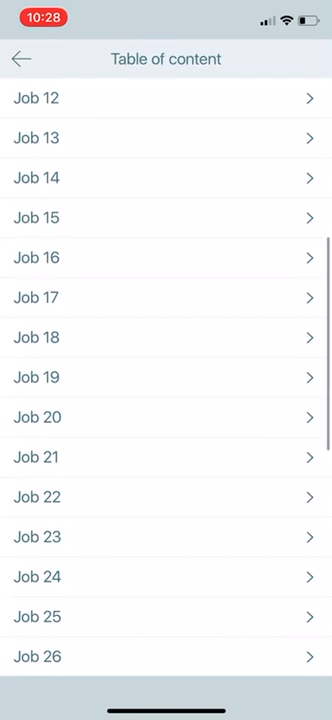 10:28
Table of content
Job 12
Job 13
Job 14
Job 15
Job 16
Job 17
Job 18
Job 19
Job 20
Job 21
Job 22
Job 23
Job 24
Job 25
Job 26